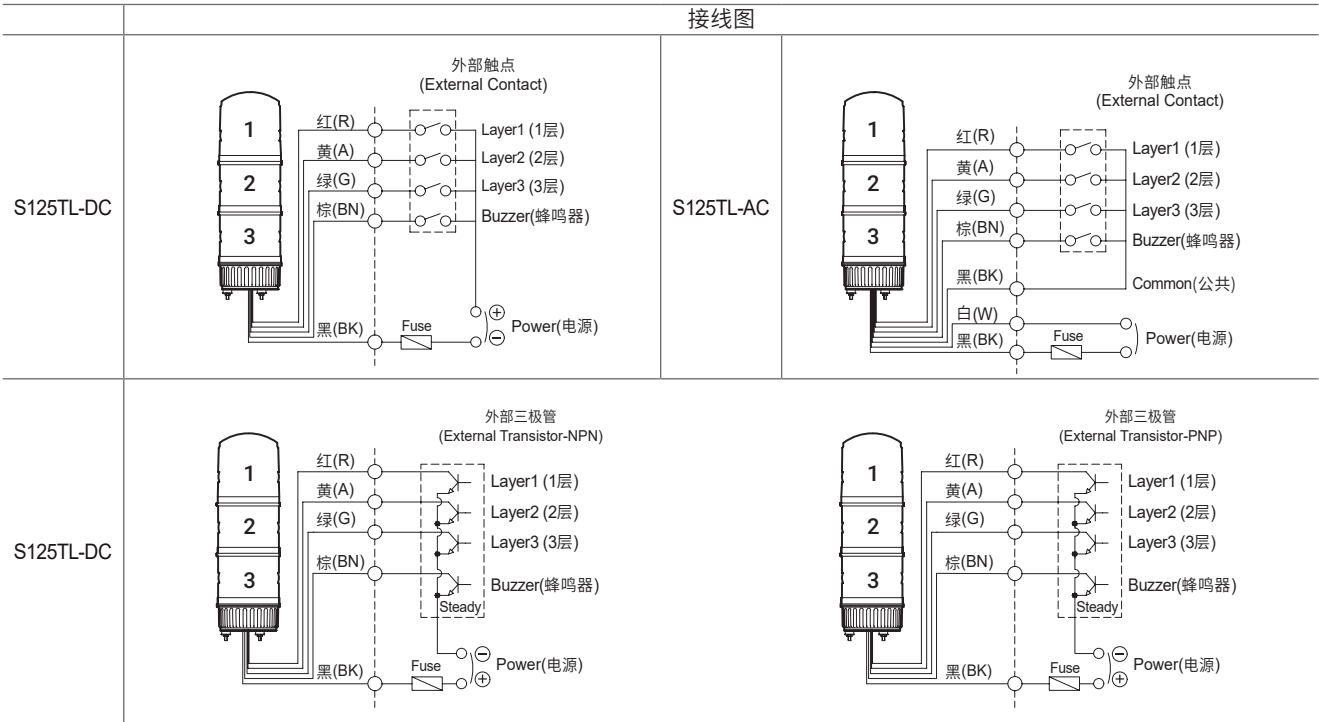 接线图
S125TL-DC
外部触点
(External Contact)
1
2
3
红(R)
黄(A)
绿(G)
棕(BN)
黑(BK)
Fuse
Layer1 (1层)
Layer2 (2层)
Layer3 (3层)
Buzzer(蜂鸣器)
+
−
Power(电源)
S125TL-AC
外部触点
(External Contact)
1
2
3
红(R)
黄(A)
绿(G)
棕(BN)
黑(BK)
白(W)
黑(BK)
Fuse
Layer1 (1层)
Layer2 (2层)
Layer3 (3层)
Buzzer(蜂鸣器)
Common(公共)
Power(电源)
S125TL-DC
外部三极管
(External Transistor-NPN)
1
2
3
红(R)
黄(A)
绿(G)
棕(BN)
黑(BK)
Fuse
Layer1 (1层)
Layer2 (2层)
Layer3 (3层)
Buzzer(蜂鸣器)
Steady
−
+
Power(电源)
外部三极管
(External Transistor-PNP)
1
2
3
红(R)
黄(A)
绿(G)
棕(BN)
黑(BK)
Fuse
Layer1 (1层)
Layer2 (2层)
Layer3 (3层)
Buzzer(蜂鸣器)
Steady
−
+
Power(电源)